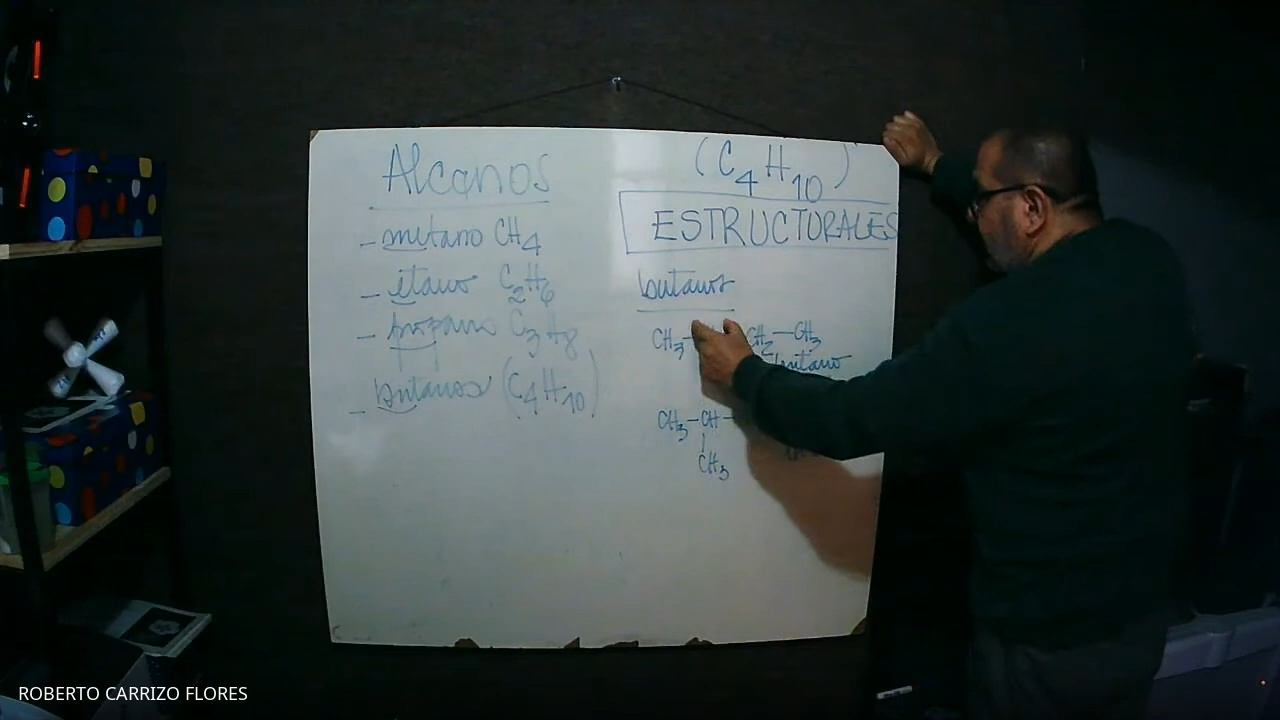 Alcanos
- metano CH4
- etano C2H6
- propano C3H8
- butanos (C4H10)
(C4H10)
ESTRUCTURALES
butanos
CH3- CH2-CH3
butano
CH3-CH-
|
CH3
ROBERTO CARRIZO FLORES